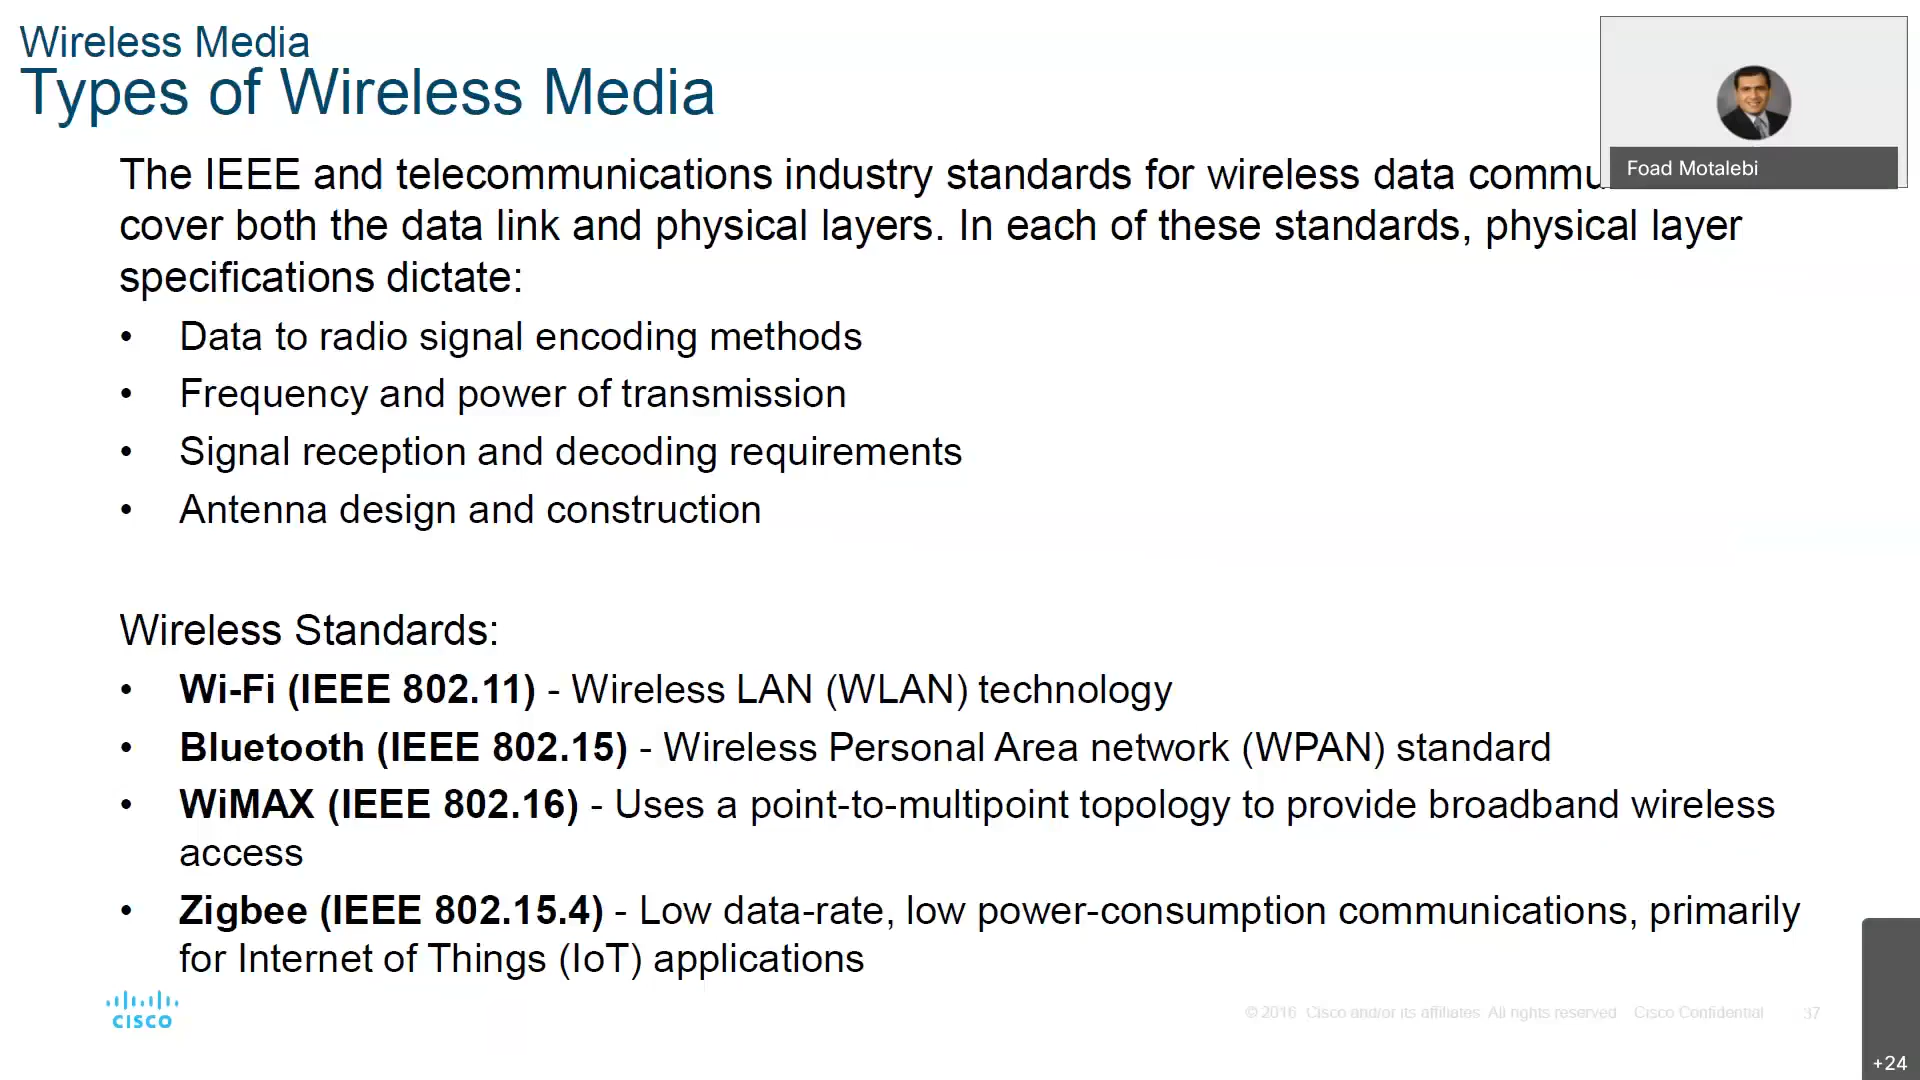 Wireless Media
Types of Wireless Media
Foad Motalebi
The IEEE and telecommunications industry standards for wireless data commu
cover both the data link and physical layers. In each of these standards, physical layer
specifications dictate:
• Data to radio signal encoding methods
• Frequency and power of transmission
• Signal reception and decoding requirements
• Antenna design and construction
Wireless Standards:
• Wi-Fi (IEEE 802.11) - Wireless LAN (WLAN) technology
• Bluetooth (IEEE 802.15) - Wireless Personal Area network (WPAN) standard
• WiMAX (IEEE 802.16) - Uses a point-to-multipoint topology to provide broadband wireless
access
• Zigbee (IEEE 802.15.4) - Low data-rate, low power-consumption communications, primarily
for Internet of Things (IoT) applications
CISCO
© 2016 Cisco and/or its affiliates. All rights reserved. Cisco Confidential 37
+24